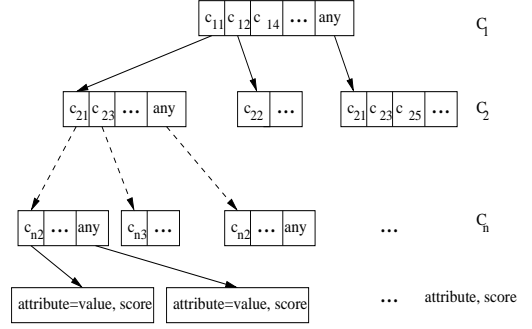 c11 c12 c14 ... any C1
c21 c23 ... any c22 ... c21 c23 c25 ... C2
cn2 ... any cn3 ... cn2 ... any ... Cn
attribute=value, score attribute=value, score ... attribute, score